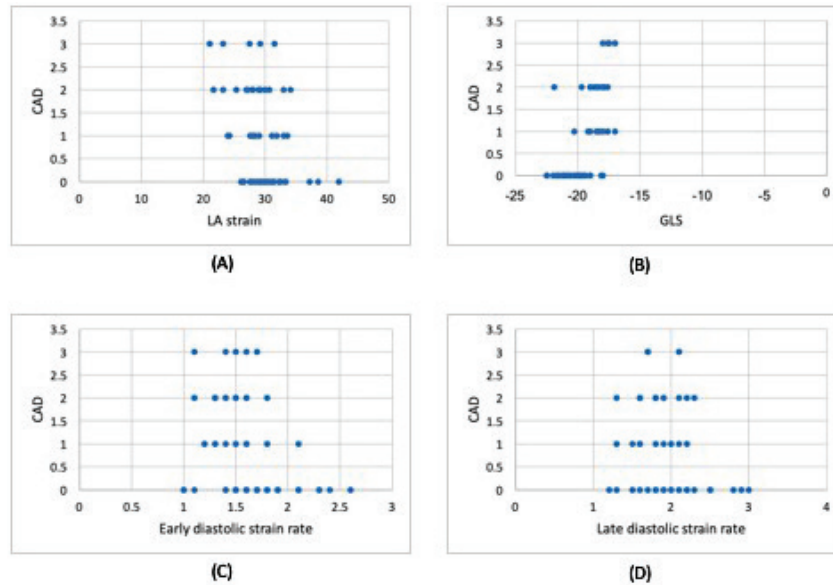 3.5
3
2.5
2
1.5
1
0.5
0
CAD
0 10 20 30 40 50
LA strain
(A)
3.5
3
2.5
2
1.5
1
0.5
0
CAD
-25 -20 -15 -10 -5 0
GLS
(B)
3.5
3
2.5
2
1.5
1
0.5
0
CAD
0 0.5 1 1.5 2 2.5 3
Early diastolic strain rate
(C)
3.5
3
2.5
2
1.5
1
0.5
0
CAD
0 1 2 3 4
Late diastolic strain rate
(D)